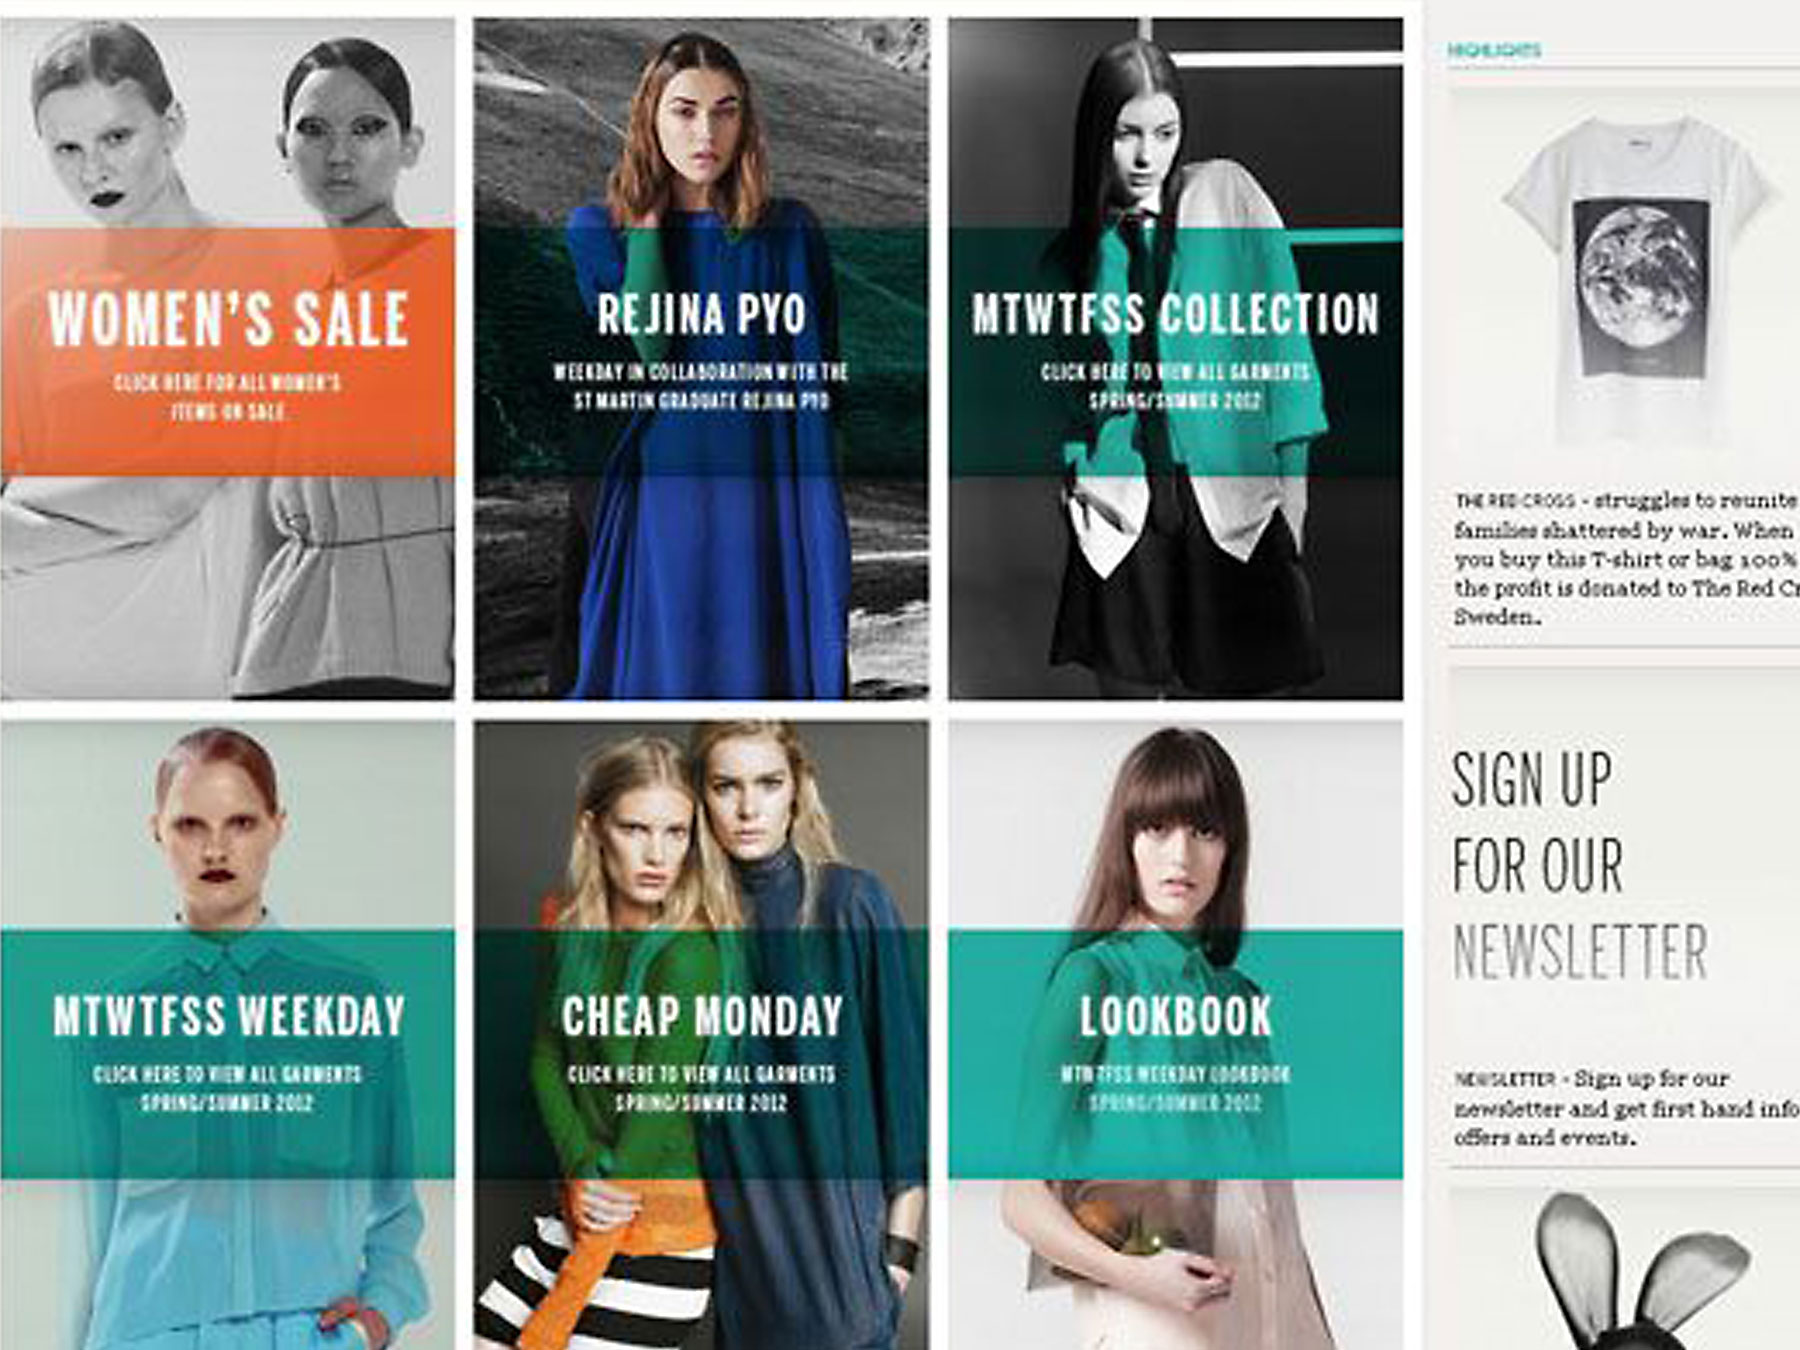 WOMEN'S SALE
CLICK HERE FOR ALL WOMEN'S
ITEMS ON SALE
REJINA PYO
WEEKDAY IN COLLABORATION WITH THE
ST MARTIN GRADUATE REJINA PYO
MTWTFSS COLLECTION
CLICK HERE TO VIEW ALL GARMENTS
SPRING/SUMMER 2012
MTWTFSS WEEKDAY
CLICK HERE TO VIEW ALL GARMENTS
SPRING/SUMMER 2012
CHEAP MONDAY
CLICK HERE TO VIEW ALL GARMENTS
SPRING/SUMMER 2012
LOOKBOOK
MTWTFSS WEEKDAY LOOKBOOK
SPRING/SUMMER 2012
HIGHLIGHTS
THE RED CROSS - struggles to reunite
families shattered by war. When
you buy this T-shirt or bag 100%
the profit is donated to The Red Cr
Sweden.
SIGN UP
FOR OUR
NEWSLETTER
NEWSLETTER - Sign up for our
newsletter and get first hand info
offers and events.